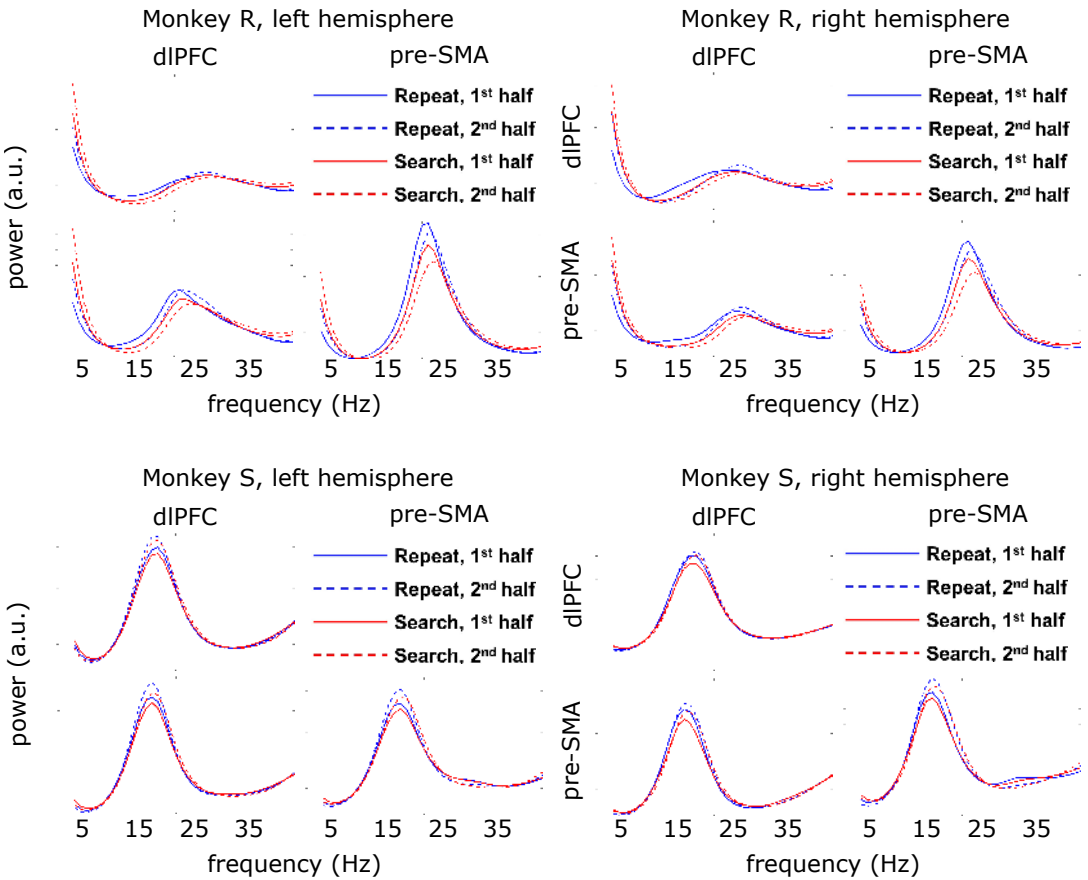 Monkey R, left hemisphere
dlPFC
pre-SMA
Repeat, 1st half
Repeat, 2nd half
Search, 1st half
Search, 2nd half
power (a.u.)
5 15 25 35
5 15 25 35
frequency (Hz)
Monkey R, right hemisphere
dlPFC
pre-SMA
dlPFC
Repeat, 1st half
Repeat, 2nd half
Search, 1st half
Search, 2nd half
pre-SMA
5 15 25 35
5 15 25 35
frequency (Hz)
Monkey S, left hemisphere
dlPFC
pre-SMA
Repeat, 1st half
Repeat, 2nd half
Search, 1st half
Search, 2nd half
power (a.u.)
5 15 25 35
5 15 25 35
frequency (Hz)
Monkey S, right hemisphere
dlPFC
pre-SMA
dlPFC
Repeat, 1st half
Repeat, 2nd half
Search, 1st half
Search, 2nd half
pre-SMA
5 15 25 35
5 15 25 35
frequency (Hz)